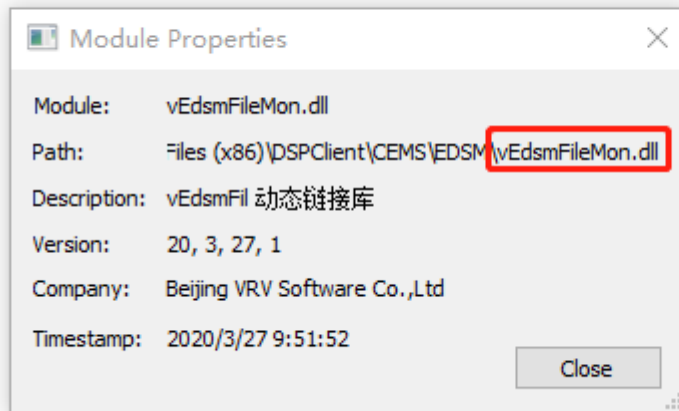 Module Properties
Module: vEdsmFileMon.dll
Path: Files (x86)\DSPClient\CEMS\EDSM\vEdsmFileMon.dll
Description: vEdsmFil 动态链接库
Version: 20, 3, 27, 1
Company: Beijing VRV Software Co.,Ltd
Timestamp: 2020/3/27 9:51:52
Close